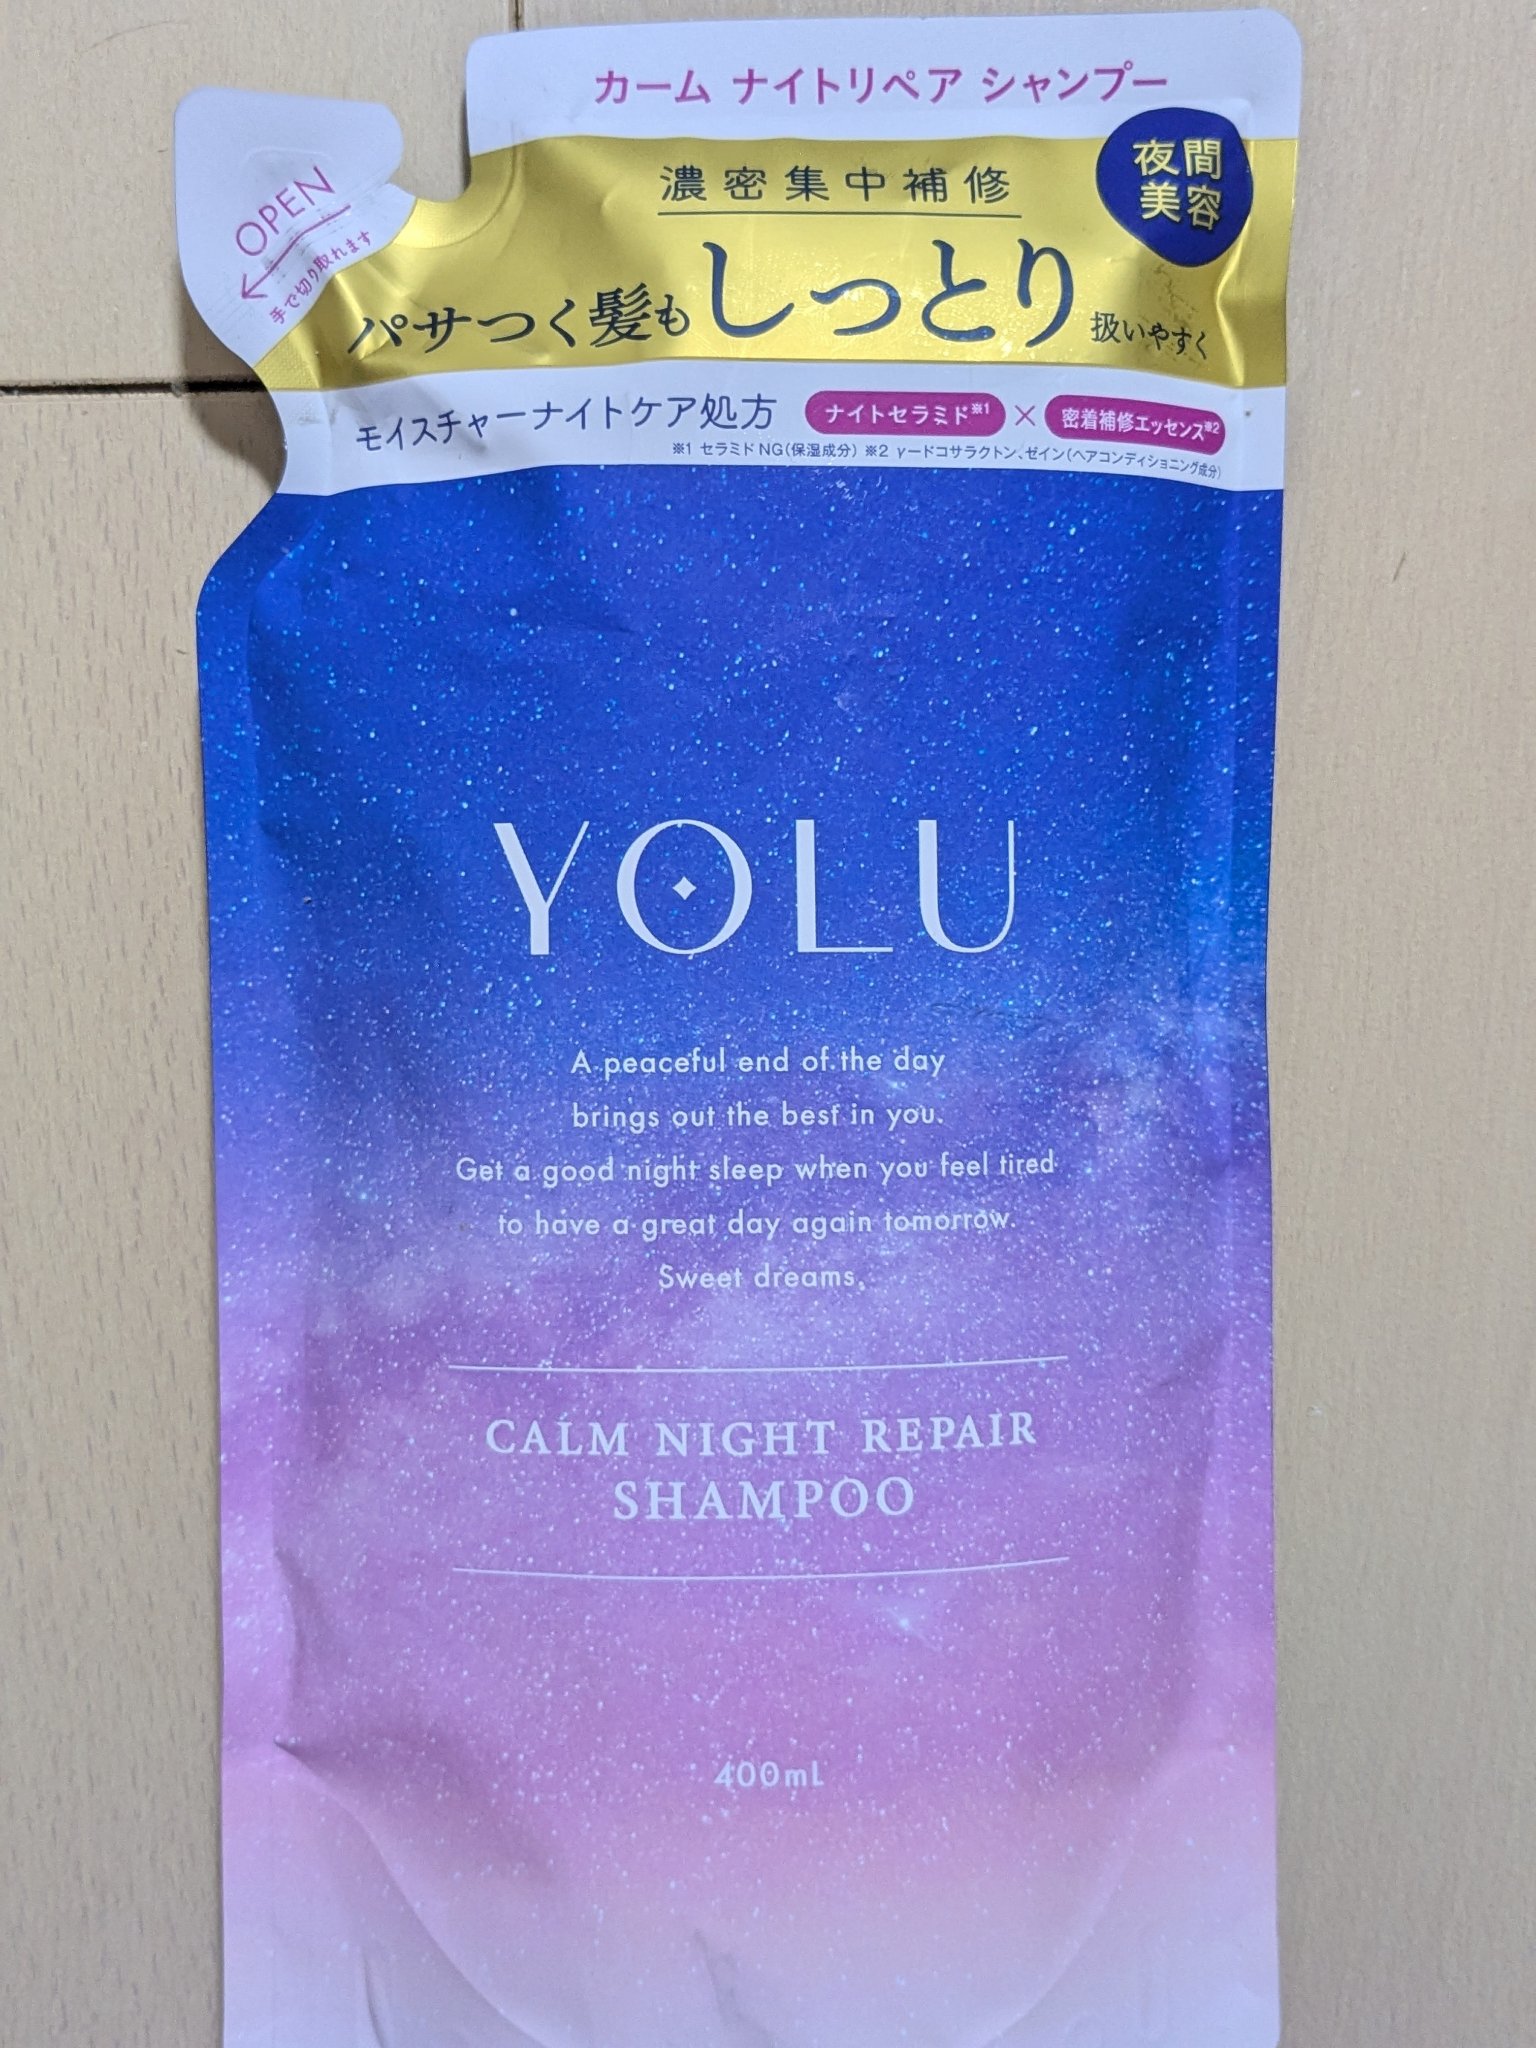 カーム ナイトリペア シャンプー
OPEN
手で切り取れます
夜間
美容
濃密集中補修
パサつく髪もしっとり扱いやすく
モイスチャーナイトケア処方 ナイトセラミド※1 × 密着補修エッセンス※2
※1 セラミドNG(保湿成分) ※2 γ-ドコサラクトン、ゼイン(ヘアコンディショニング成分)
YOLU
A peaceful end of the day
brings out the best in you.
Get a good night sleep when you feel tired
to have a great day again tomorrow.
Sweet dreams.
CALM NIGHT REPAIR
SHAMPOO
400mL